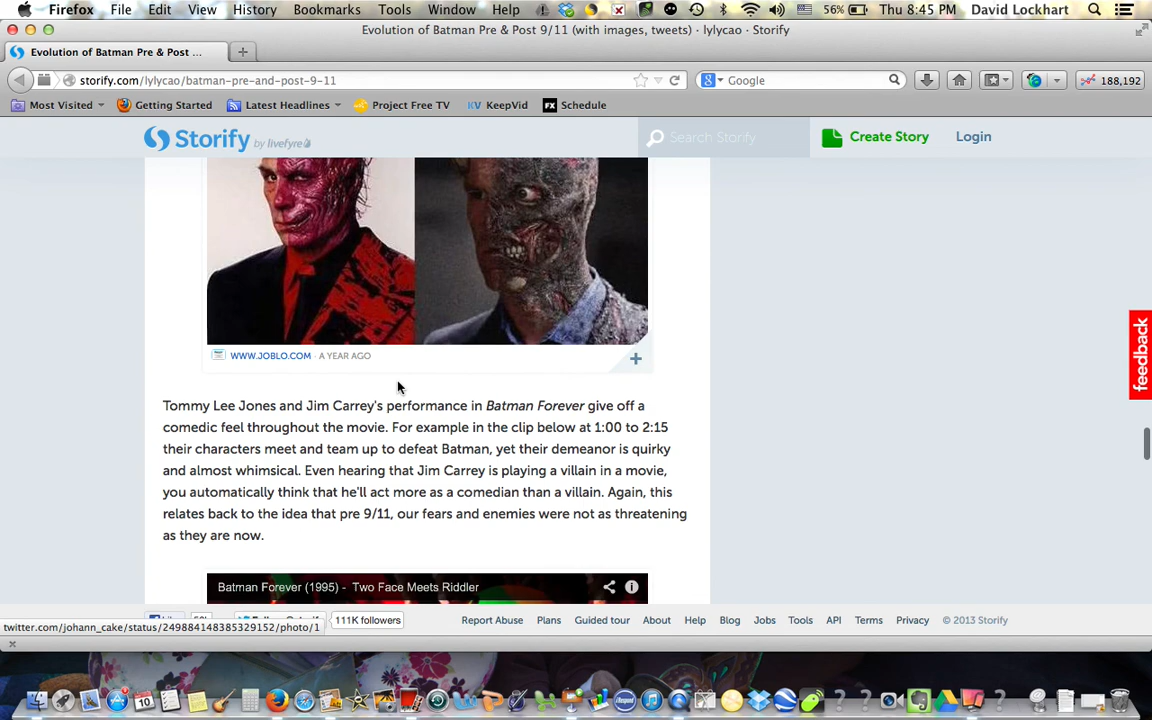 Firefox File Edit View History Bookmarks Tools Window Help 56% Thu 8:45 PM David Lockhart
Evolution of Batman Pre & Post 9/11 (with images, tweets) · lylycao · Storify
Evolution of Batman Pre & Post ...
storify.com/lylycao/batman-pre-and-post-9-11 Google 188,192
Most Visited Getting Started Latest Headlines Project Free TV KV KeepVid FX Schedule
Storify by livefyre Search Storify Create Story Login
WWW.JOBLO.COM · A YEAR AGO
feedback
Tommy Lee Jones and Jim Carrey's performance in Batman Forever give off a
comedic feel throughout the movie. For example in the clip below at 1:00 to 2:15
their characters meet and team up to defeat Batman, yet their demeanor is quirky
and almost whimsical. Even hearing that Jim Carrey is playing a villain in a movie,
you automatically think that he'll act more as a comedian than a villain. Again, this
relates back to the idea that pre 9/11, our fears and enemies were not as threatening
as they are now.
Batman Forever (1995) - Two Face Meets Riddler
111K followers Report Abuse Plans Guided tour About Help Blog Jobs Tools API Terms Privacy © 2013 Storify
twitter.com/johann_cake/status/249884148385329152/photo/1